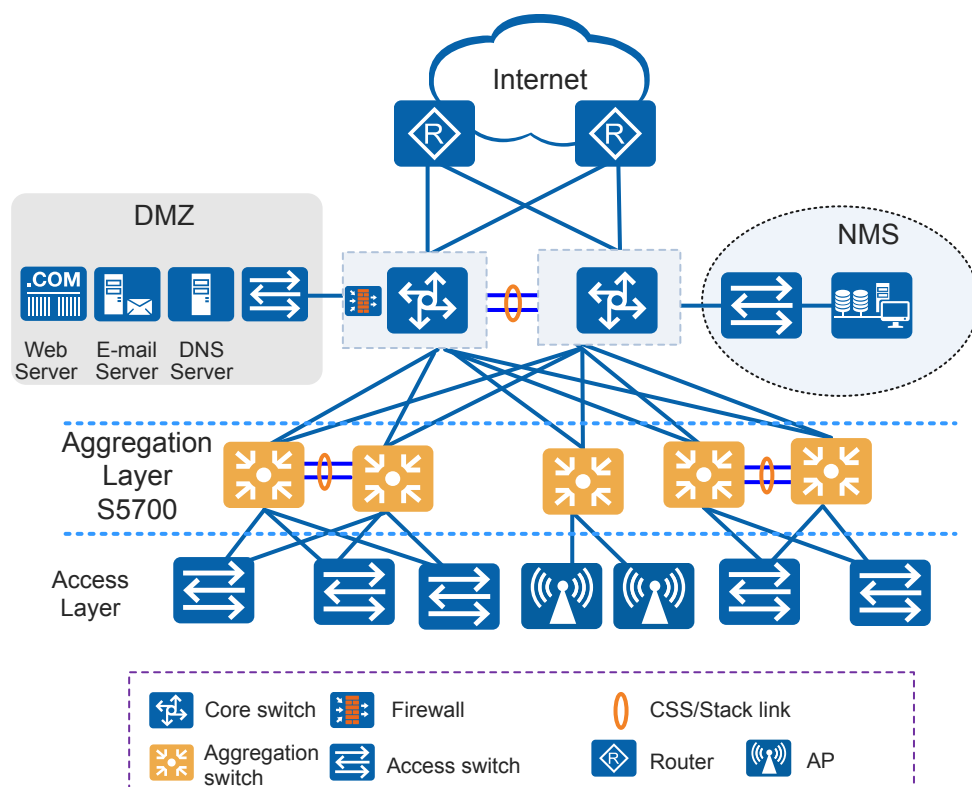 Internet
R
R
DMZ
NMS
.COM
Web
Server
E-mail
Server
DNS
Server
Aggregation
Layer
S5700
Access
Layer
Core switch
Firewall
CSS/Stack link
Aggregation
switch
Access switch
R
Router
AP